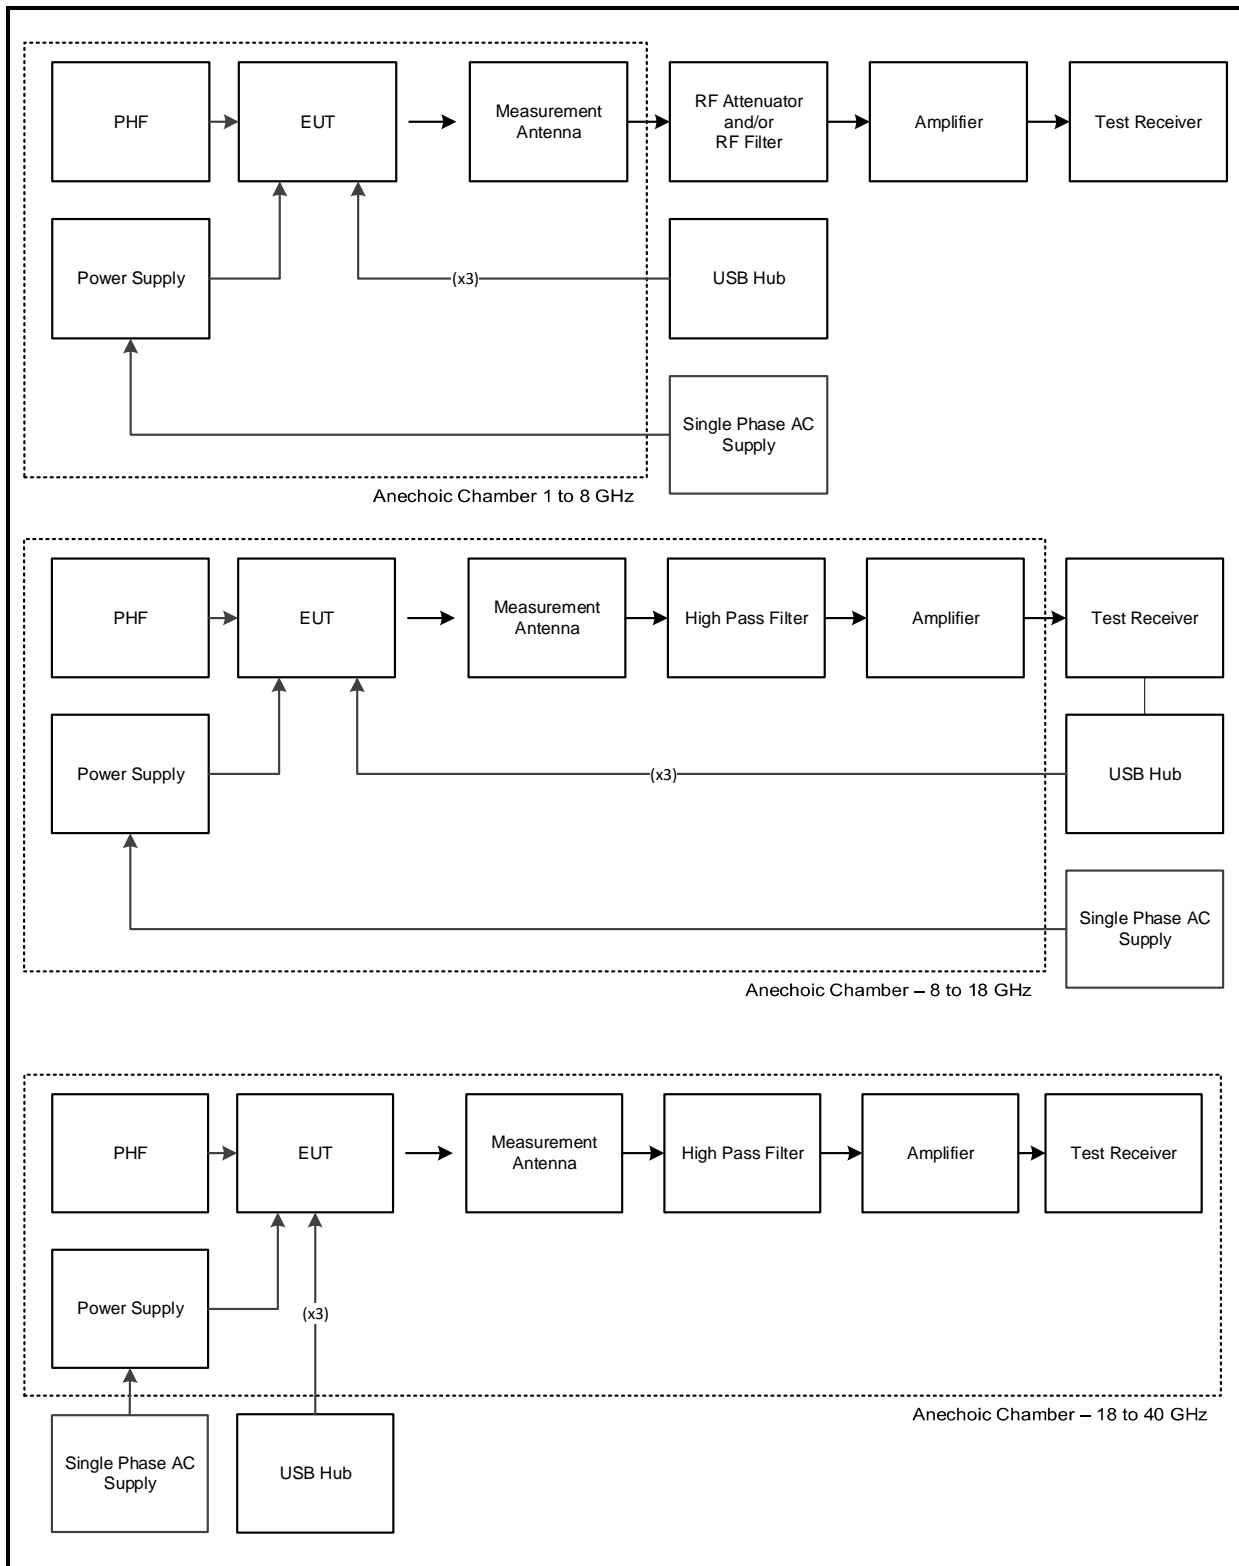 PHF
EUT
Measurement
Antenna
RF Attenuator
and/or
RF Filter
Amplifier
Test Receiver
Power Supply
(x3)
USB Hub
Single Phase AC
Supply
Anechoic Chamber 1 to 8 GHz
PHF
EUT
Measurement
Antenna
High Pass Filter
Amplifier
Test Receiver
Power Supply
(x3)
USB Hub
Single Phase AC
Supply
Anechoic Chamber – 8 to 18 GHz
PHF
EUT
Measurement
Antenna
High Pass Filter
Amplifier
Test Receiver
Power Supply
(x3)
Anechoic Chamber – 18 to 40 GHz
Single Phase AC
Supply
USB Hub